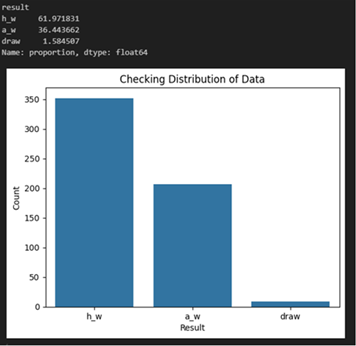 result
h_w 61.971831
a_w 36.443662
draw 1.584507
Name: proportion, dtype: float64
Checking Distribution of Data
350
300
250
200
150
100
50
0
Count
h_w a_w draw
Result